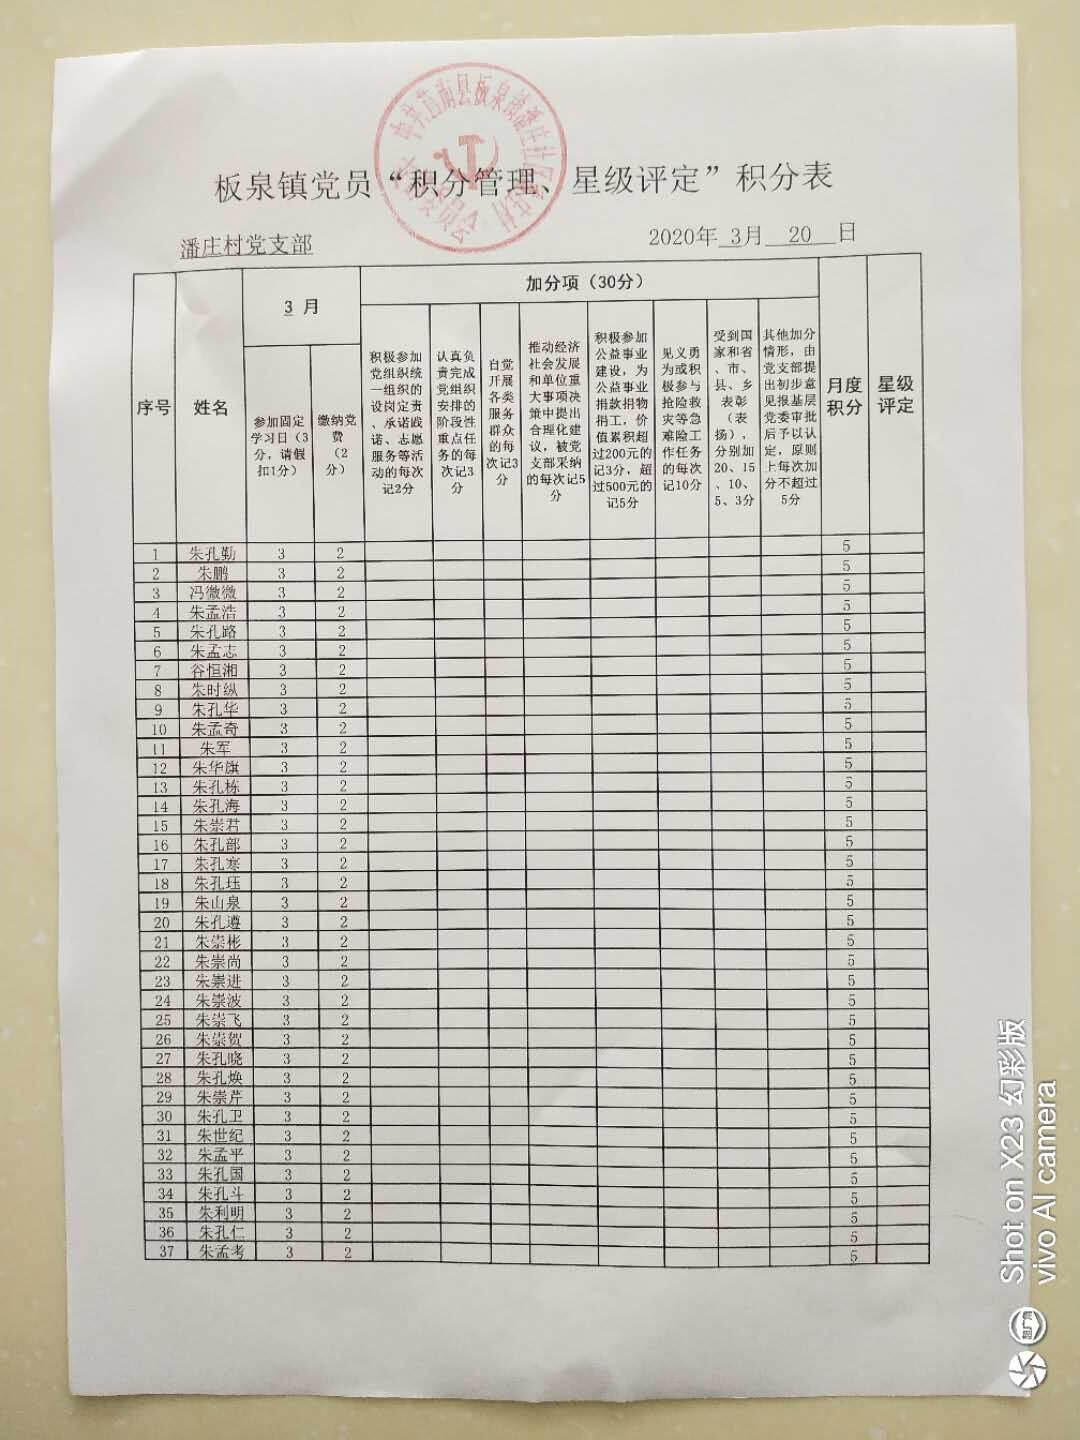 板泉镇党员“积分管理、星级评定”积分表
潘庄村党支部
2020年 3月 20 日
序号 姓名 3 月 加分项（30分） 月度积分 星级评定
参加固定
学习日（3
分，请假
扣1分）
缴纳党
费
（2
分）
积极参加
党组织统
一组织的
设岗定责
、承诺践
诺、志愿
服务等活
动的每次
记2分
认真负
责完成
党组织
安排的
阶段性
重点任
务的每
次记3
分
自觉
开展
各类
服务
群众
的每
次记3
分
推动经济
社会发展
和单位重
大事项决
策中提出
合理化建
议，被党
支部采纳
的每次记5
分
积极参加
公益事业
建设，为
公益事业
捐款捐物
捐工，价
值累积超
过200元的
记3分，超
过500元的
记5分
见义勇
为或积
极参与
抢险救
灾等急
难险工
作任务
的每次
记10分
受到国
家和省
、市、
县、乡
表彰
（表
扬），
分别加
20、15
、10、
5、3分
其他加分
情形，由
党支部提
出初步意
见报基层
党委审批
后予以认
定，原则
上每次加
分不超过
5分
1 朱孔勤 3 2 5
2 朱鹏 3 2 5
3 冯微微 3 2 5
4 朱孟浩 3 2 5
5 朱孔路 3 2 5
6 朱孟志 3 2 5
7 谷恒湘 3 2 5
8 朱时纵 3 2 5
9 朱孔华 3 2 5
10 朱孟奇 3 2 5
11 朱军 3 2 5
12 朱华旗 3 2 5
13 朱孔栋 3 2 5
14 朱孔海 3 2 5
15 朱崇君 3 2 5
16 朱孔部 3 2 5
17 朱孔寒 3 2 5
18 朱孔珏 3 2 5
19 朱山泉 3 2 5
20 朱孔遵 3 2 5
21 朱崇彬 3 2 5
22 朱崇尚 3 2 5
23 朱崇进 3 2 5
24 朱崇波 3 2 5
25 朱崇飞 3 2 5
26 朱崇贺 3 2 5
27 朱孔晓 3 2 5
28 朱孔焕 3 2 5
29 朱崇芹 3 2 5
30 朱孔卫 3 2 5
31 朱世纪 3 2 5
32 朱孟平 3 2 5
33 朱孔国 3 2 5
34 朱孔斗 3 2 5
35 朱利明 3 2 5
36 朱孔仁 3 2 5
37 朱孟考 3 2 5
Shot on X23 幻彩版
vivo AI camera
超广角